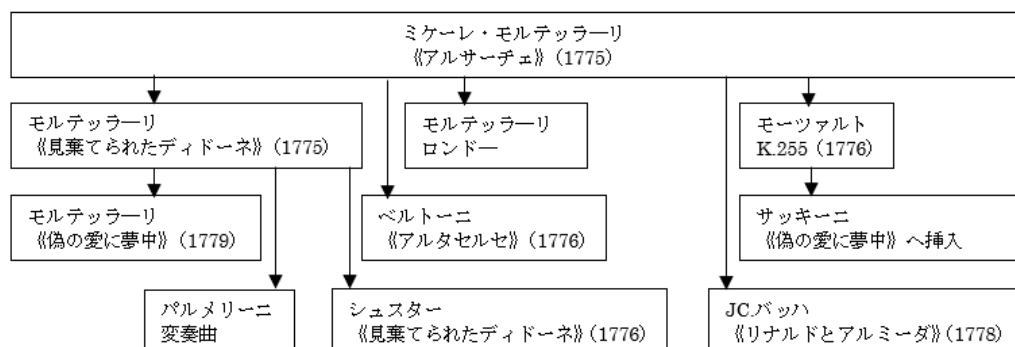 ミケーレ・モルテッラーリ
《アルサーチェ》(1775)
モルテッラーリ
《見棄てられたディドーネ》(1775)
モルテッラーリ
ロンドー
モーツァルト
K.255 (1776)
モルテッラーリ
《偽の愛に夢中》(1779)
ベルトーニ
《アルタセルセ》(1776)
サッキーニ
《偽の愛に夢中》へ挿入
パルメリーニ
変奏曲
シュスター
《見棄てられたディドーネ》(1776)
JC.バッハ
《リナルドとアルミーダ》(1778)